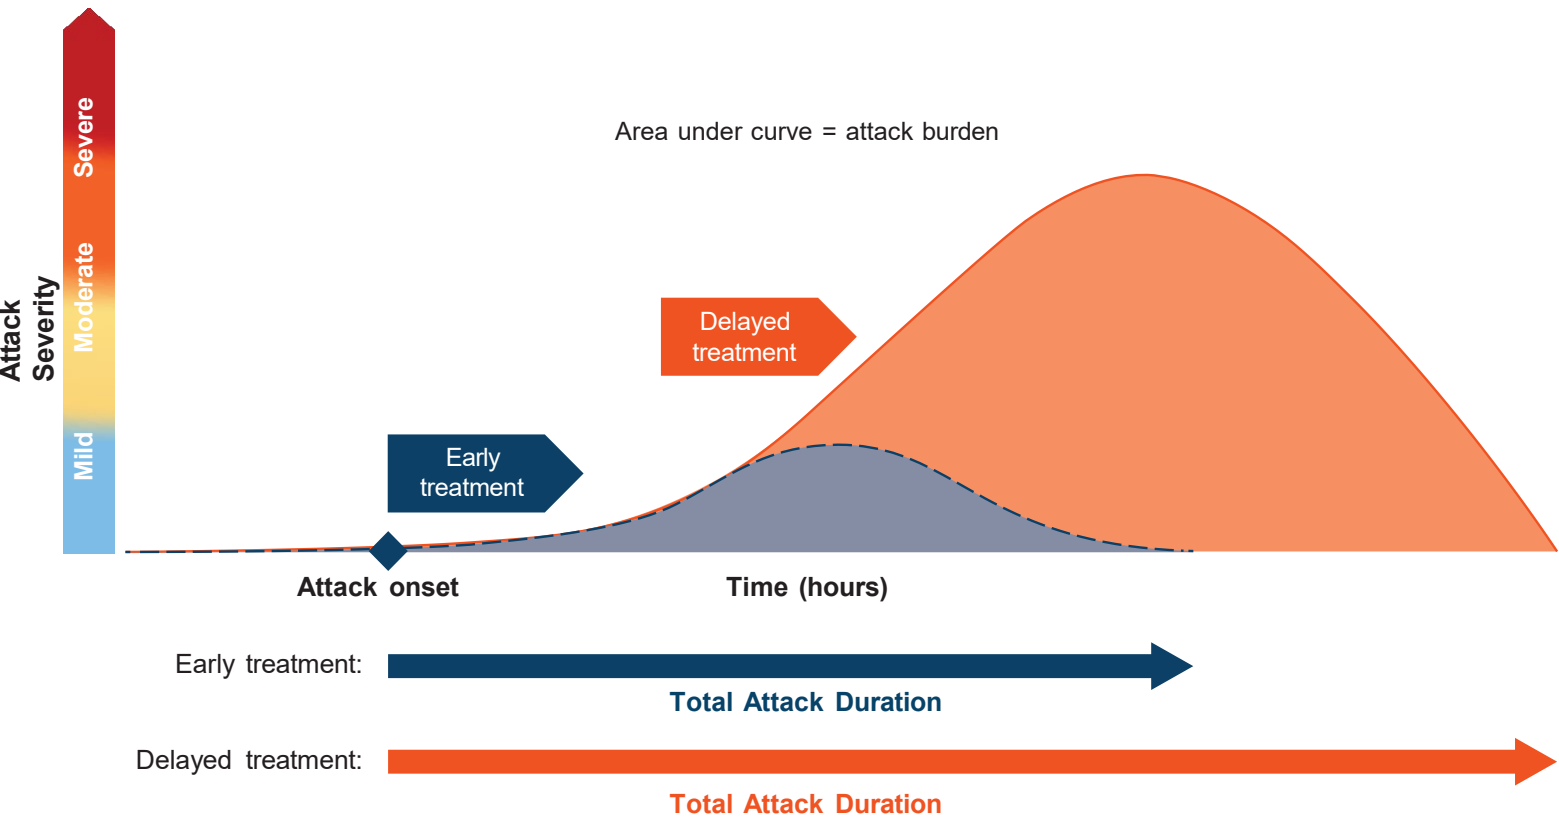 Attack
Severity
Severe
Moderate
Mild
Area under curve = attack burden
Delayed
treatment
Early
treatment
Attack onset
Time (hours)
Early treatment:
Total Attack Duration
Delayed treatment:
Total Attack Duration